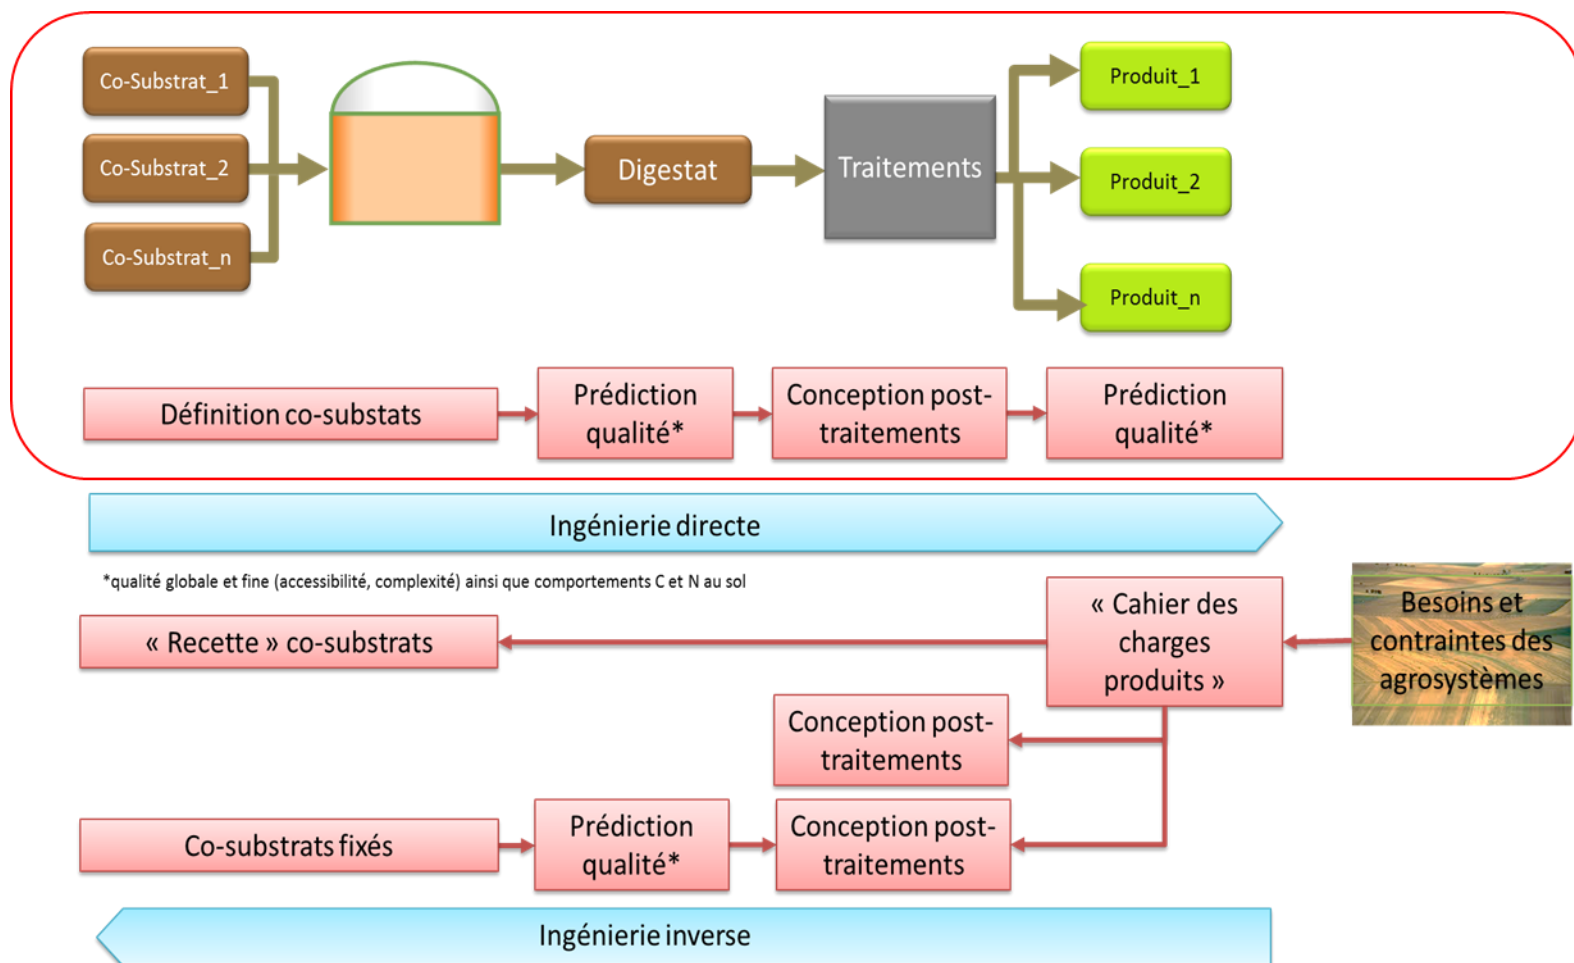 Co-Substrat_1
Co-Substrat_2
Co-Substrat_n
Digestat
Traitements
Produit_1
Produit_2
Produit_n
Définition co-substats
Prédiction
qualité*
Conception post-
traitements
Prédiction
qualité*
Ingénierie directe
*qualité globale et fine (accessibilité, complexité) ainsi que comportements C et N au sol
« Recette » co-substrats
« Cahier des
charges
produits »
Besoins et
contraintes des
agrosystèmes
Conception post-
traitements
Co-substrats fixés
Prédiction
qualité*
Conception post-
traitements
Ingénierie inverse